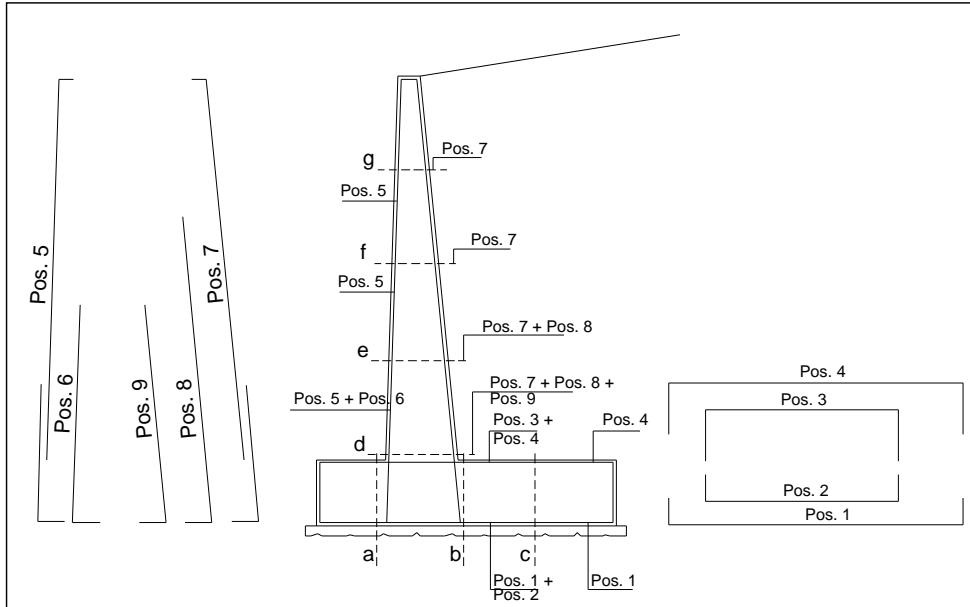 Pos. 7
g
Pos. 5
f
Pos. 7
Pos. 5
Pos. 7
Pos. 5
Pos. 7 + Pos. 8
e
Pos. 6
Pos. 9
Pos. 8
Pos. 5 + Pos. 6
Pos. 7 + Pos. 8 +
Pos. 9
Pos. 3 +
Pos. 4
Pos. 4
d
Pos. 4
Pos. 3
Pos. 2
Pos. 1
a
b
c
Pos. 1 +
Pos. 2
Pos. 1